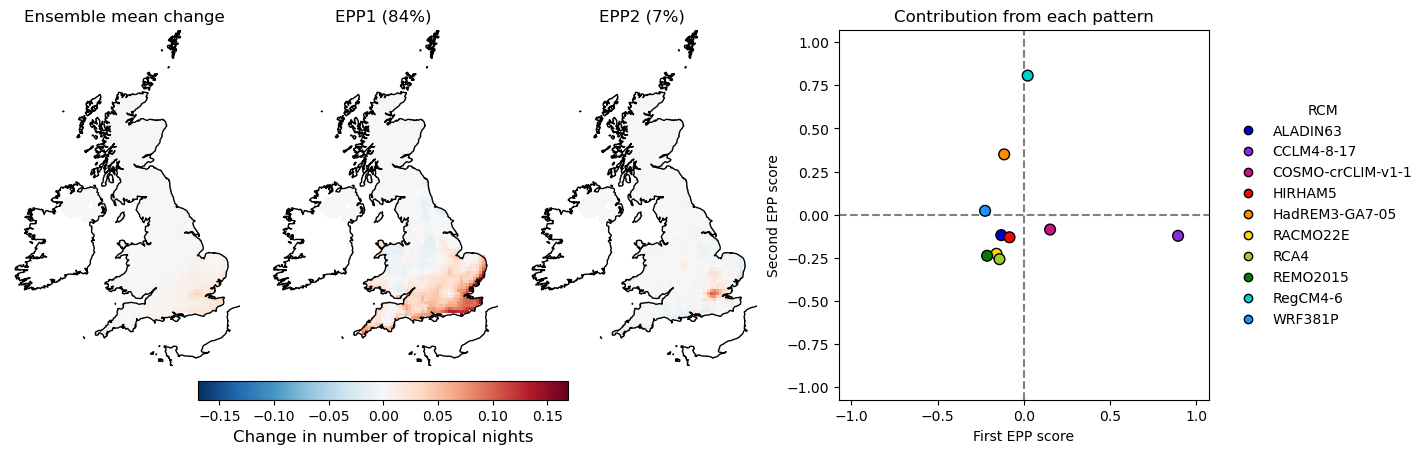 Ensemble mean change
EPP1 (84%)
EPP2 (7%)
−0.15 −0.10 −0.05 0.00 0.05 0.10 0.15
Change in number of tropical nights
Contribution from each pattern
1.00
0.75
0.50
0.25
0.00
−0.25
−0.50
−0.75
−1.00
Second EPP score
−1.0 −0.5 0.0 0.5 1.0
First EPP score
RCM
ALADIN63
CCLM4-8-17
COSMO-crCLIM-v1-1
HIRHAM5
HadREM3-GA7-05
RACMO22E
RCA4
REMO2015
RegCM4-6
WRF381P